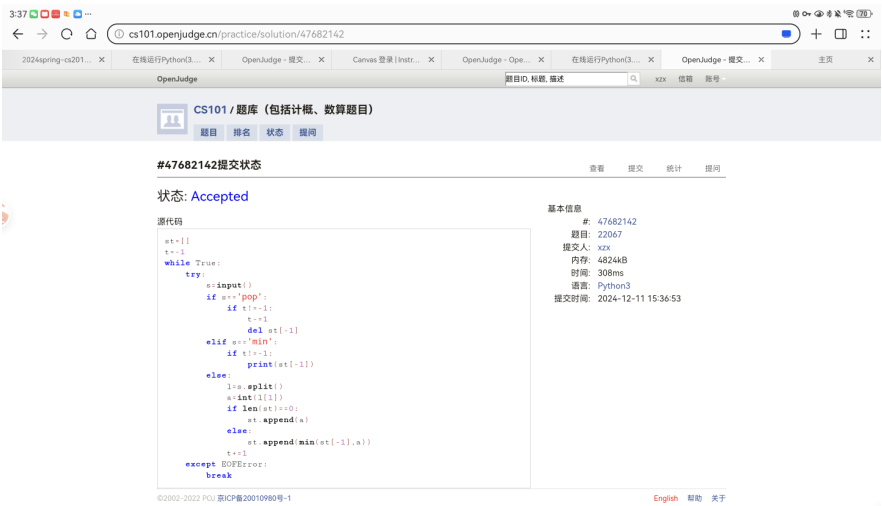 3:37
70
cs101.openjudge.cn/practice/solution/47682142
2024spring-cs201...
在线运行Python(3....
OpenJudge - 提交...
Canvas 登录 | Instr...
OpenJudge - Ope...
在线运行Python(3....
OpenJudge - 提交...
主页
OpenJudge
题目ID, 标题, 描述
xzx 信箱 账号
CS101 / 题库（包括计概、数算题目）
题目 排名 状态 提问
#47682142提交状态
查看 提交 统计 提问
状态: Accepted
源代码
st=[]
t=-1
while True:
    try:
        s=input()
        if s=='pop':
            if t!=-1:
                t-=1
                del st[-1]
        elif s=='min':
            if t!=-1:
                print(st[-1])
        else:
            l=s.split()
            a=int(l[1])
            if len(st)==0:
                st.append(a)
            else:
                st.append(min(st[-1],a))
            t+=1
    except EOFError:
        break
基本信息
#: 47682142
题目: 22067
提交人: xzx
内存: 4824kB
时间: 308ms
语言: Python3
提交时间: 2024-12-11 15:36:53
©2002-2022 POJ 京ICP备20010980号-1
English 帮助 关于